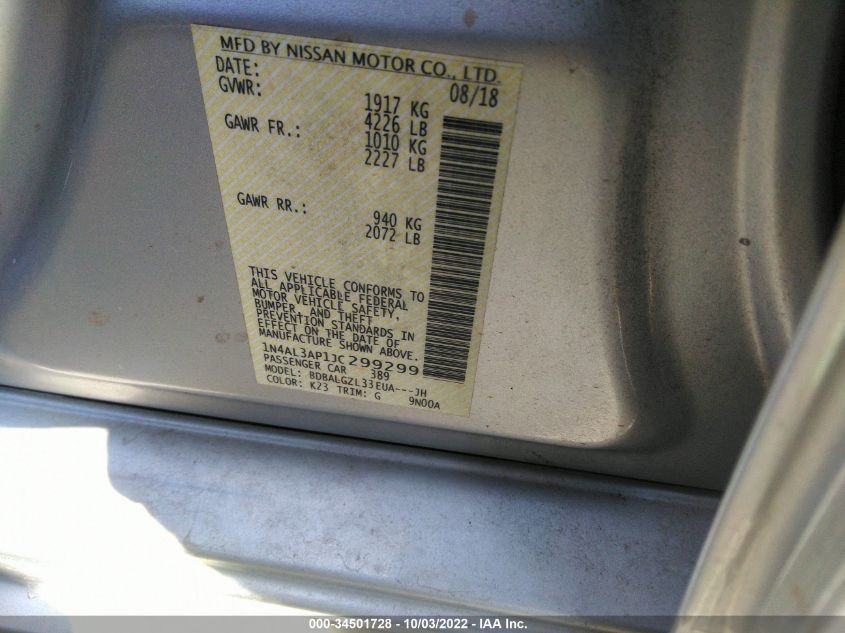 MFD BY NISSAN MOTOR CO., LTD.
DATE: 08/18
GVWR: 1917 KG
4226 LB
GAWR FR.: 1010 KG
2227 LB
GAWR RR.: 940 KG
2072 LB
THIS VEHICLE CONFORMS TO
ALL APPLICABLE FEDERAL
MOTOR VEHICLE SAFETY,
BUMPER, AND THEFT
PREVENTION STANDARDS IN
EFFECT ON THE DATE OF
MANUFACTURE SHOWN ABOVE.
1N4AL3AP1JC299299
PASSENGER CAR 389
MODEL: BDBALGZL33EUA---JH
COLOR: K23 TRIM: G 9N00A
000-34501728 - 10/03/2022 - IAA Inc.